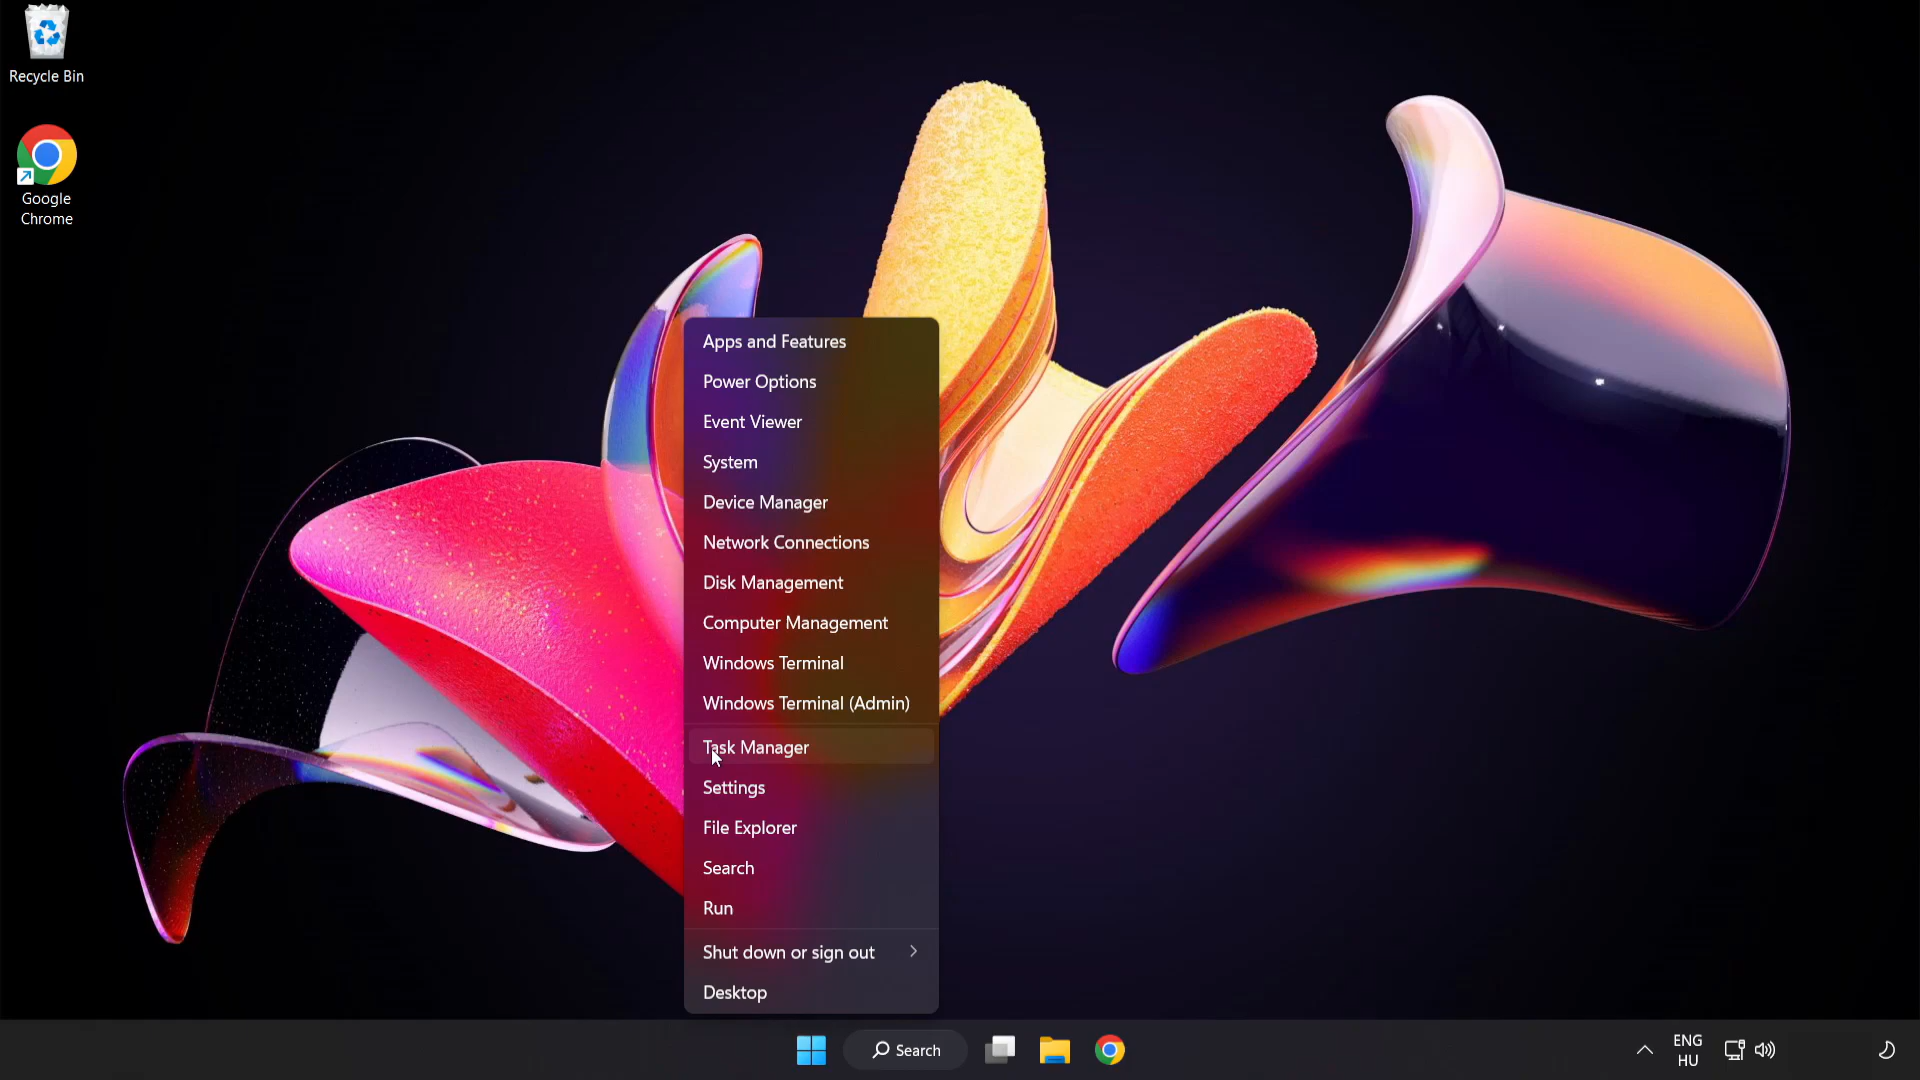 Recycle Bin
Google
Chrome
Apps and Features
Power Options
Event Viewer
System
Device Manager
Network Connections
Disk Management
Computer Management
Windows Terminal
Windows Terminal (Admin)
Task Manager
Settings
File Explorer
Search
Run
Shut down or sign out
Desktop
Search
ENG
HU